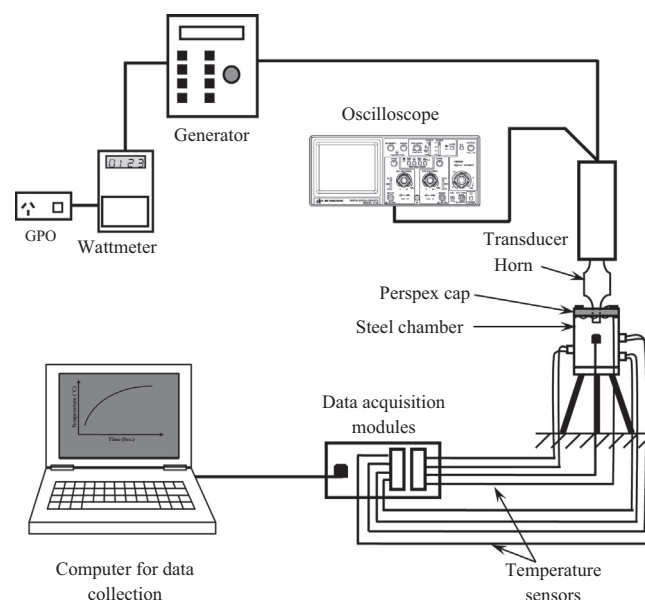 Generator
Oscilloscope
0123
GPO
Wattmeter
Transducer
Horn
Perspex cap
Steel chamber
Data acquisition
modules
Temperature (°C)
Time (Sec.)
Computer for data
collection
Temperature
sensors